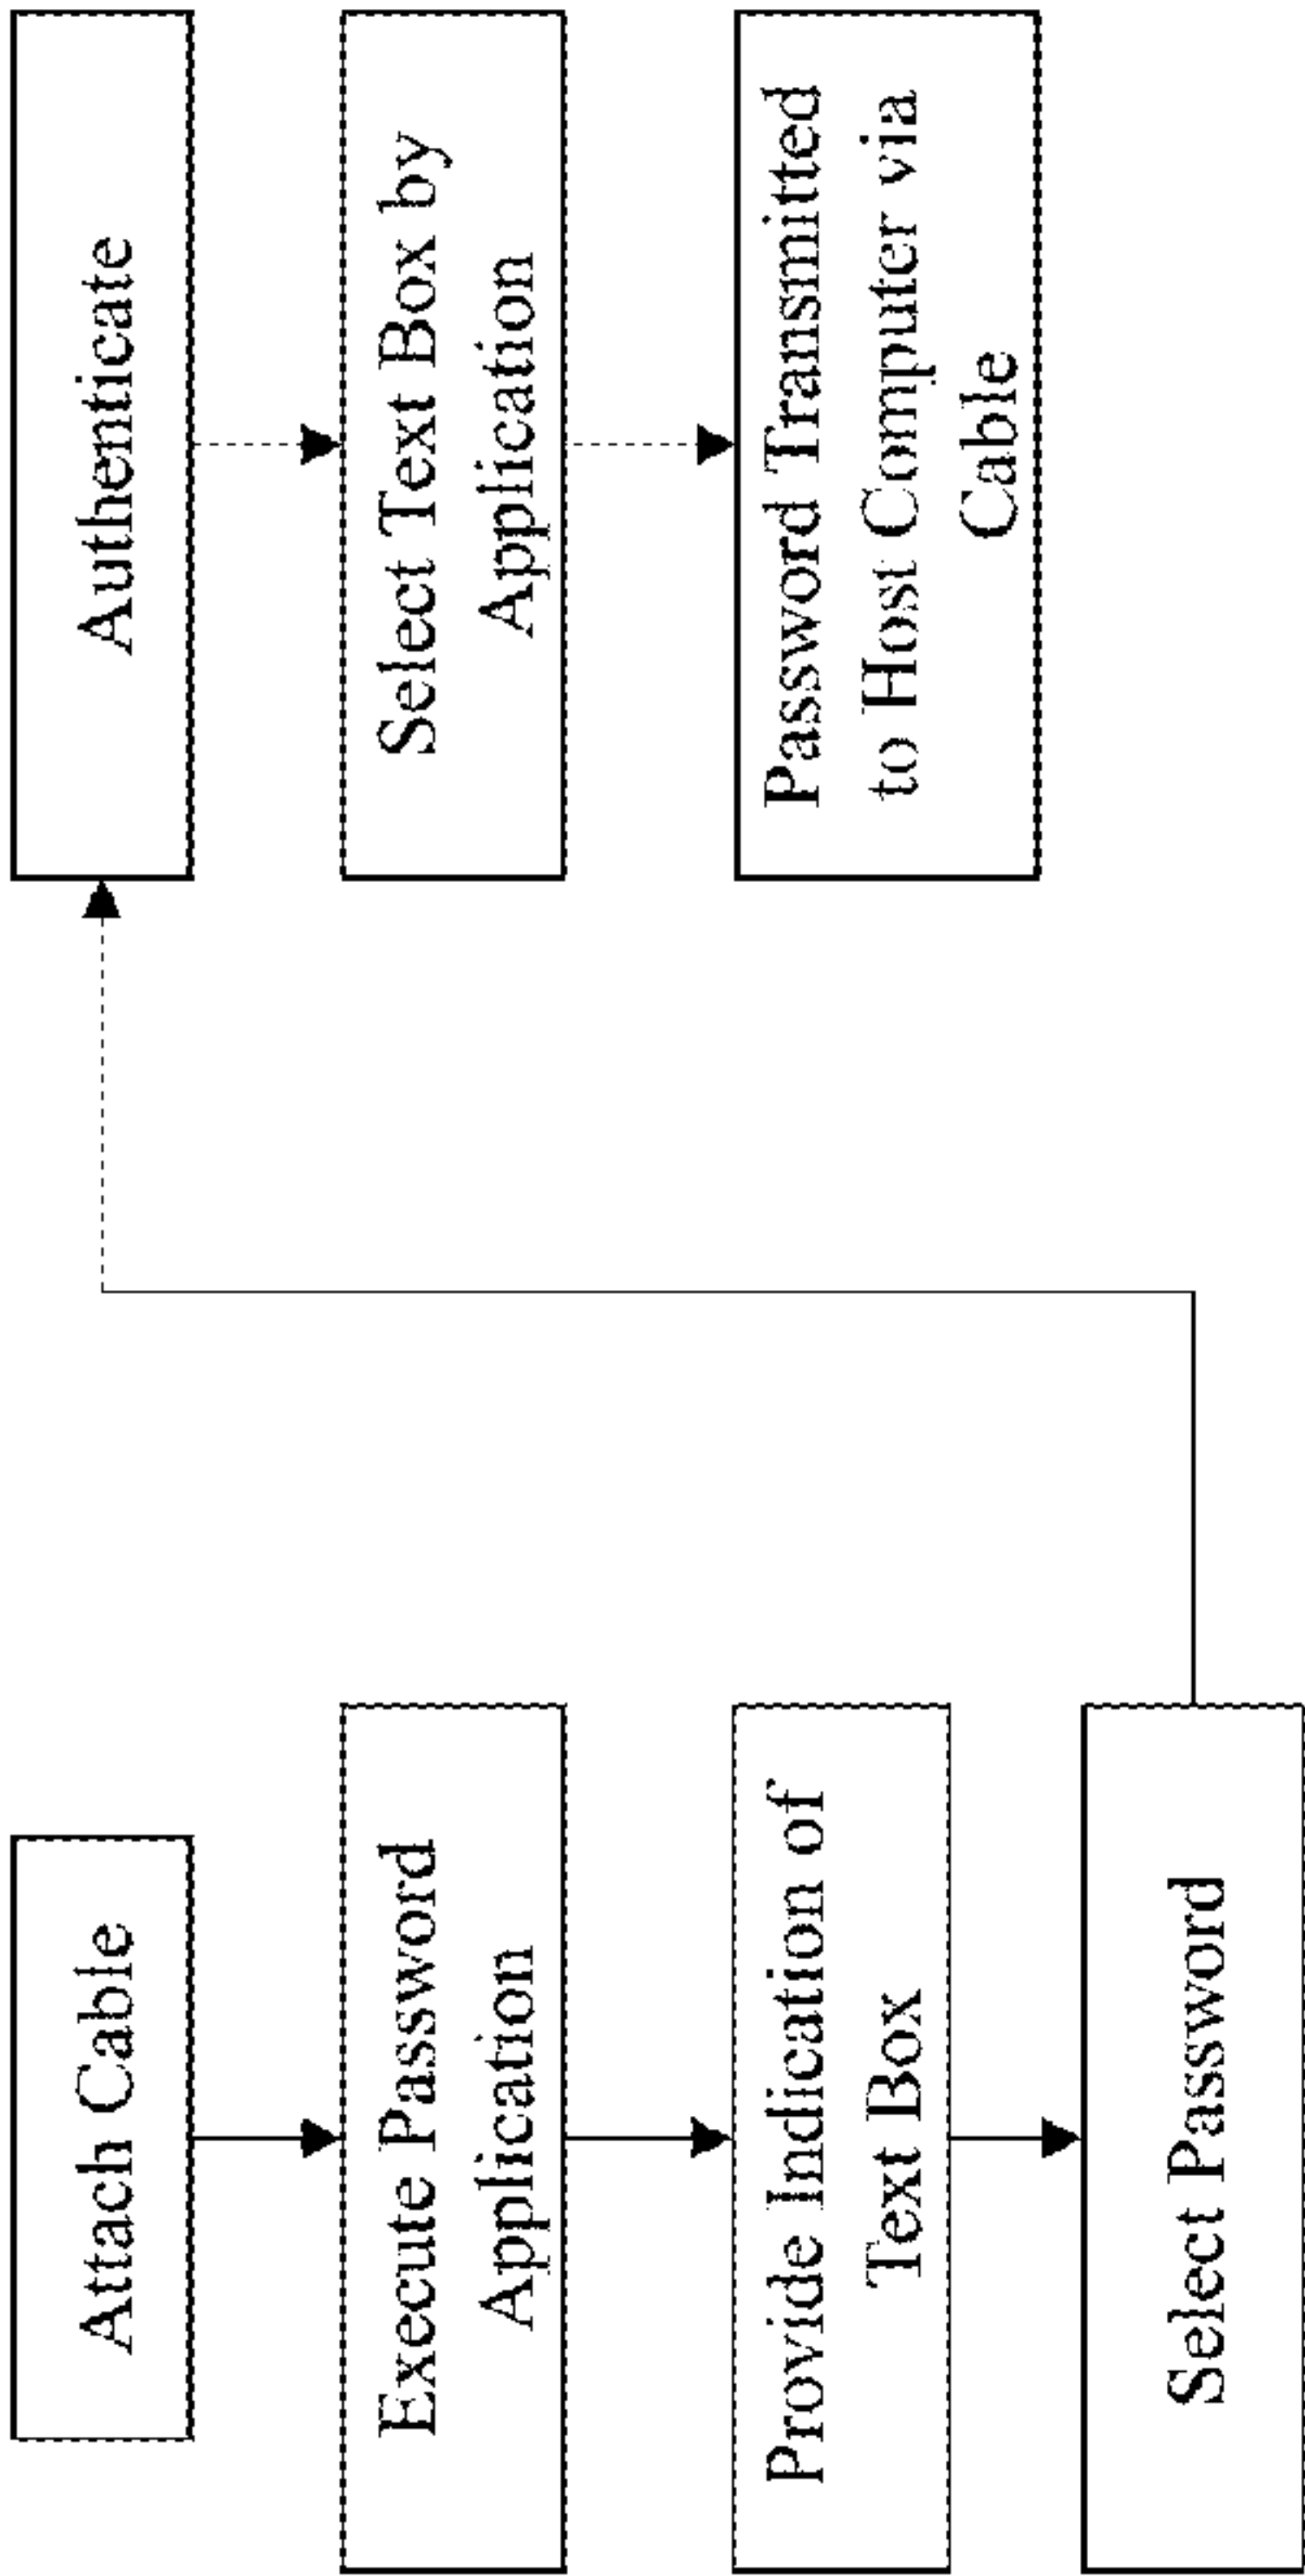 Attach Cable
Execute Password
Application
Provide Indication of
Text Box
Select Password
Authenticate
Select Text Box by
Application
Password Transmitted
to Host Computer via
Cable